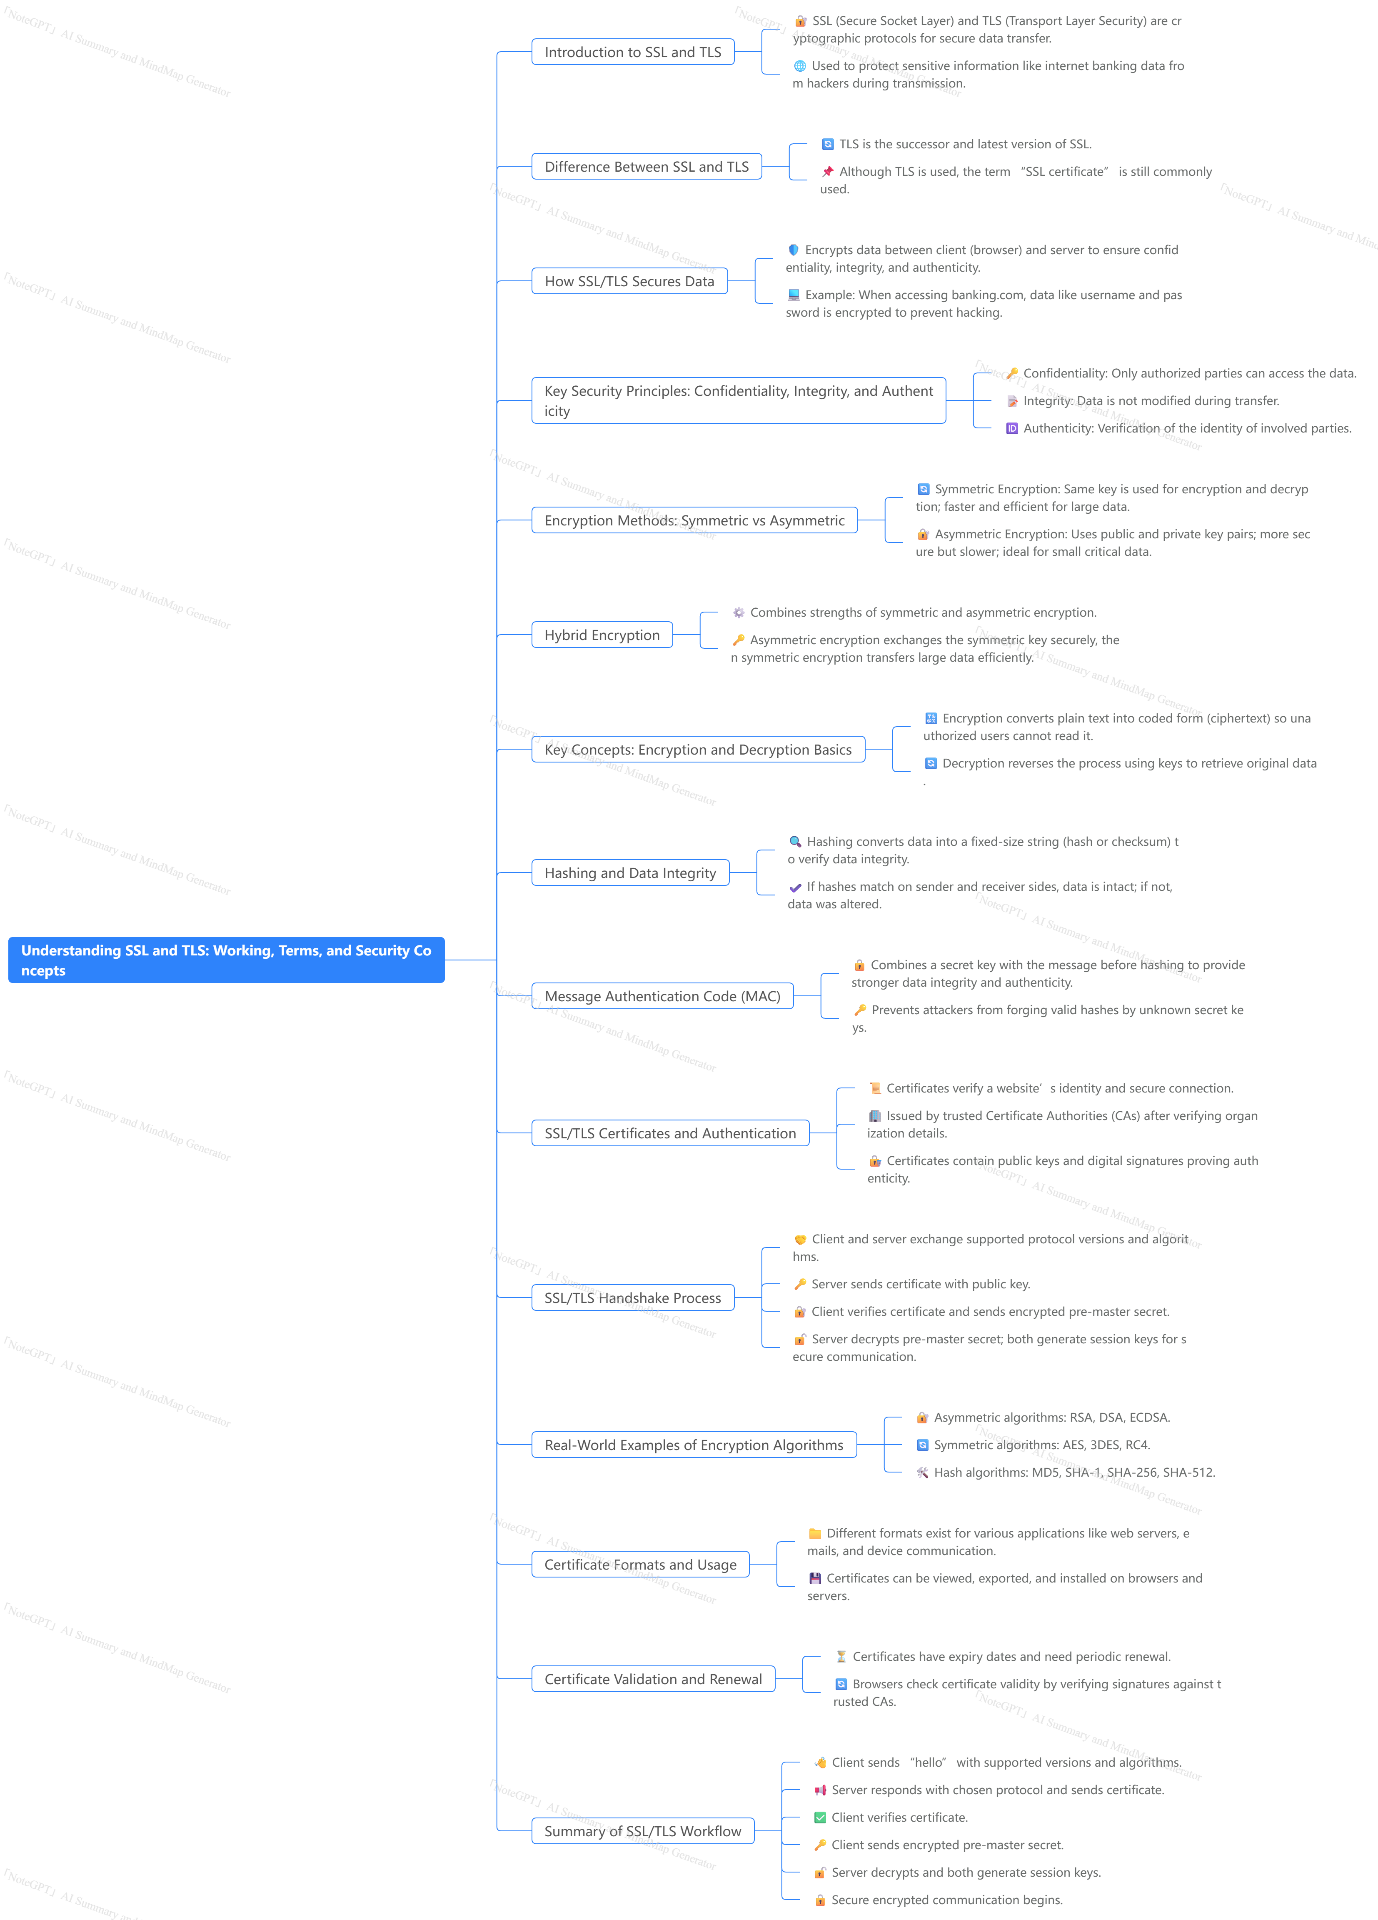 Understanding SSL and TLS: Working, Terms, and Security Co
ncepts
Introduction to SSL and TLS
SSL (Secure Socket Layer) and TLS (Transport Layer Security) are cr
yptographic protocols for secure data transfer.
Used to protect sensitive information like internet banking data fro
m hackers during transmission.
Difference Between SSL and TLS
TLS is the successor and latest version of SSL.
Although TLS is used, the term “SSL certificate” is still commonly
used.
How SSL/TLS Secures Data
Encrypts data between client (browser) and server to ensure confid
entiality, integrity, and authenticity.
Example: When accessing banking.com, data like username and pas
sword is encrypted to prevent hacking.
Key Security Principles: Confidentiality, Integrity, and Authent
icity
Confidentiality: Only authorized parties can access the data.
Integrity: Data is not modified during transfer.
Authenticity: Verification of the identity of involved parties.
Encryption Methods: Symmetric vs Asymmetric
Symmetric Encryption: Same key is used for encryption and decryp
tion; faster and efficient for large data.
Asymmetric Encryption: Uses public and private key pairs; more sec
ure but slower; ideal for small critical data.
Hybrid Encryption
Combines strengths of symmetric and asymmetric encryption.
Asymmetric encryption exchanges the symmetric key securely, the
n symmetric encryption transfers large data efficiently.
Key Concepts: Encryption and Decryption Basics
Encryption converts plain text into coded form (ciphertext) so una
uthorized users cannot read it.
Decryption reverses the process using keys to retrieve original data
.
Hashing and Data Integrity
Hashing converts data into a fixed-size string (hash or checksum) t
o verify data integrity.
If hashes match on sender and receiver sides, data is intact; if not,
data was altered.
Message Authentication Code (MAC)
Combines a secret key with the message before hashing to provide
stronger data integrity and authenticity.
Prevents attackers from forging valid hashes by unknown secret ke
ys.
SSL/TLS Certificates and Authentication
Certificates verify a website’s identity and secure connection.
Issued by trusted Certificate Authorities (CAs) after verifying organ
ization details.
Certificates contain public keys and digital signatures proving auth
enticity.
SSL/TLS Handshake Process
Client and server exchange supported protocol versions and algorit
hms.
Server sends certificate with public key.
Client verifies certificate and sends encrypted pre-master secret.
Server decrypts pre-master secret; both generate session keys for s
ecure communication.
Real-World Examples of Encryption Algorithms
Asymmetric algorithms: RSA, DSA, ECDSA.
Symmetric algorithms: AES, 3DES, RC4.
Hash algorithms: MD5, SHA-1, SHA-256, SHA-512.
Certificate Formats and Usage
Different formats exist for various applications like web servers, e
mails, and device communication.
Certificates can be viewed, exported, and installed on browsers and
servers.
Certificate Validation and Renewal
Certificates have expiry dates and need periodic renewal.
Browsers check certificate validity by verifying signatures against t
rusted CAs.
Summary of SSL/TLS Workflow
Client sends “hello” with supported versions and algorithms.
Server responds with chosen protocol and sends certificate.
Client verifies certificate.
Client sends encrypted pre-master secret.
Server decrypts and both generate session keys.
Secure encrypted communication begins.
「NoteGPT」 AI Summary and MindMap Generator